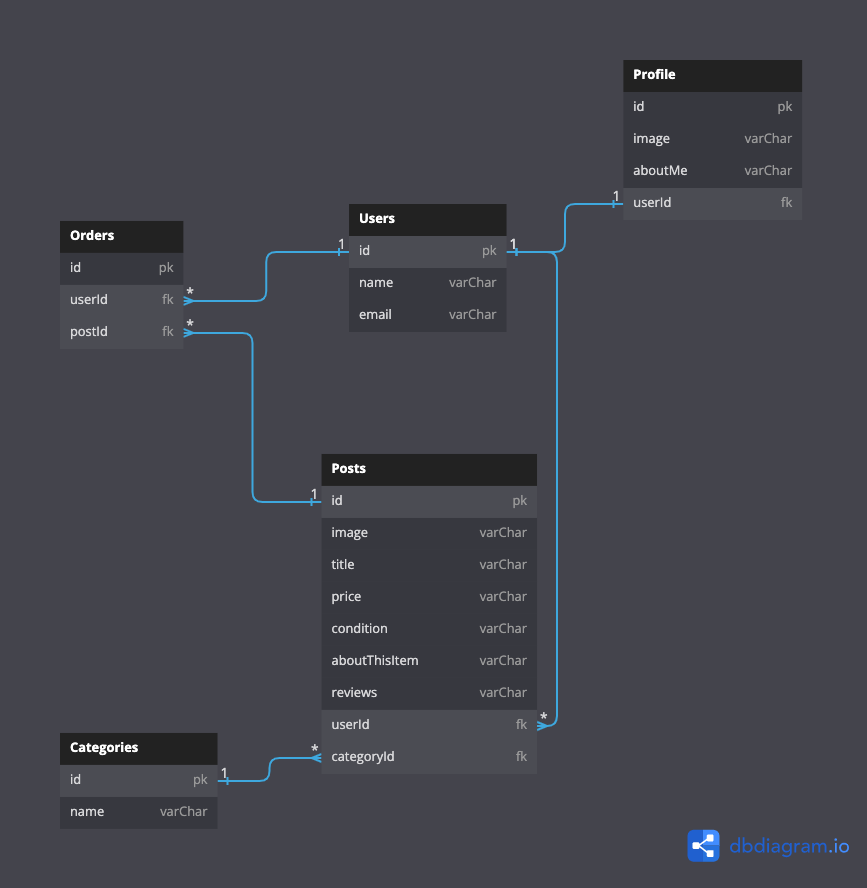 Profile
id pk
image varChar
aboutMe varChar
1
userId fk
Users
1 id pk 1
name varChar
email varChar
Orders
id pk
userId fk *
postId fk *
Posts
1 id pk
image varChar
title varChar
price varChar
condition varChar
aboutThisItem varChar
reviews varChar
userId fk *
* categoryId fk
Categories
id pk 1
name varChar
dbdiagram.io